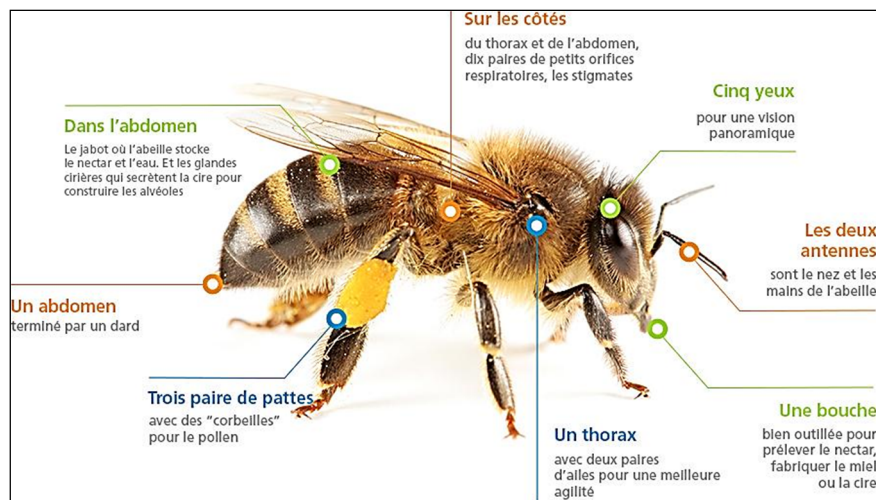 Sur les côtés
du thorax et de l'abdomen,
dix paires de petits orifices
respiratoires, les stigmates
Cinq yeux
pour une vision
panoramique
Dans l'abdomen
Le jabot où l'abeille stocke
le nectar et l'eau. Et les glandes
cirières qui secrètent la cire pour
construire les alvéoles
Les deux
antennes
sont le nez et les
mains de l'abeille
Un abdomen
terminé par un dard
Trois paire de pattes
avec des "corbeilles"
pour le pollen
Un thorax
avec deux paires
d'ailes pour une meilleure
agilité
Une bouche
bien outillée pour
prélever le nectar,
fabriquer le miel
ou la cire